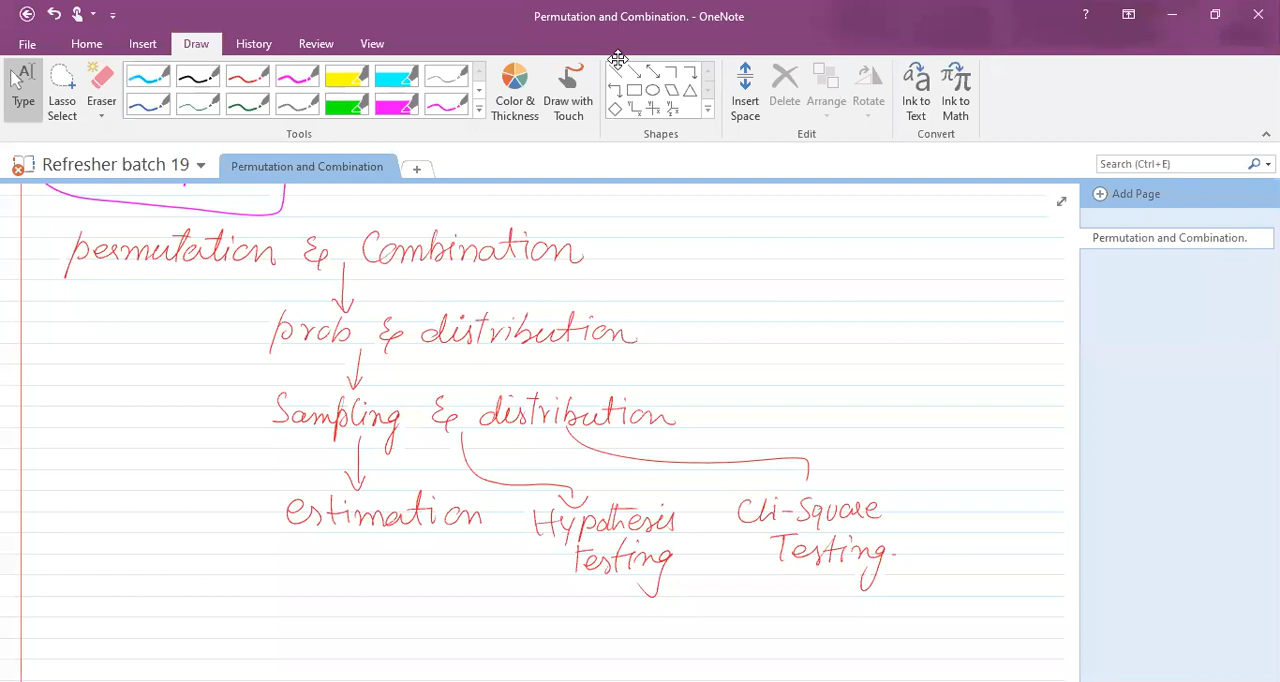 Permutation and Combination. - OneNote
?
File Home Insert Draw History Review View
Type
Lasso Select
Eraser
Color & Thickness
Draw with Touch
Insert Space
Delete
Arrange
Rotate
Ink to Text
Ink to Math
Tools
Shapes
Edit
Convert
Refresher batch 19
Permutation and Combination
Search (Ctrl+E)
Add Page
Permutation and Combination.
permutation & Combination
prob & distribution
Sampling & distribution
estimation
Hypothesis
testing
Chi-Square
Testing.